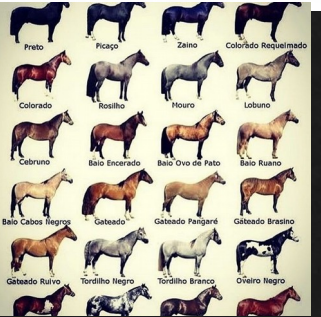 Preto Picaço Zaino Colorado Requeimado
Colorado Rosilho Mouro Lobuno
Cebruno Baio Encerado Baio Ovo de Pato Baio Ruano
Baio Cabos Negros Gateado Gateado Pangaré Gateado Brasino
Gateado Ruivo Tordilho Negro Tordilho Branco Oveiro Negro